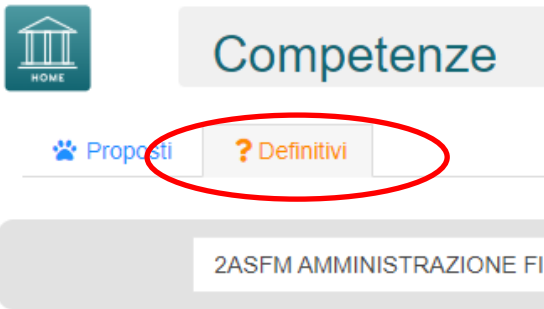 HOME
Competenze
Proposti
? Definitivi
2ASFM AMMINISTRAZIONE FI